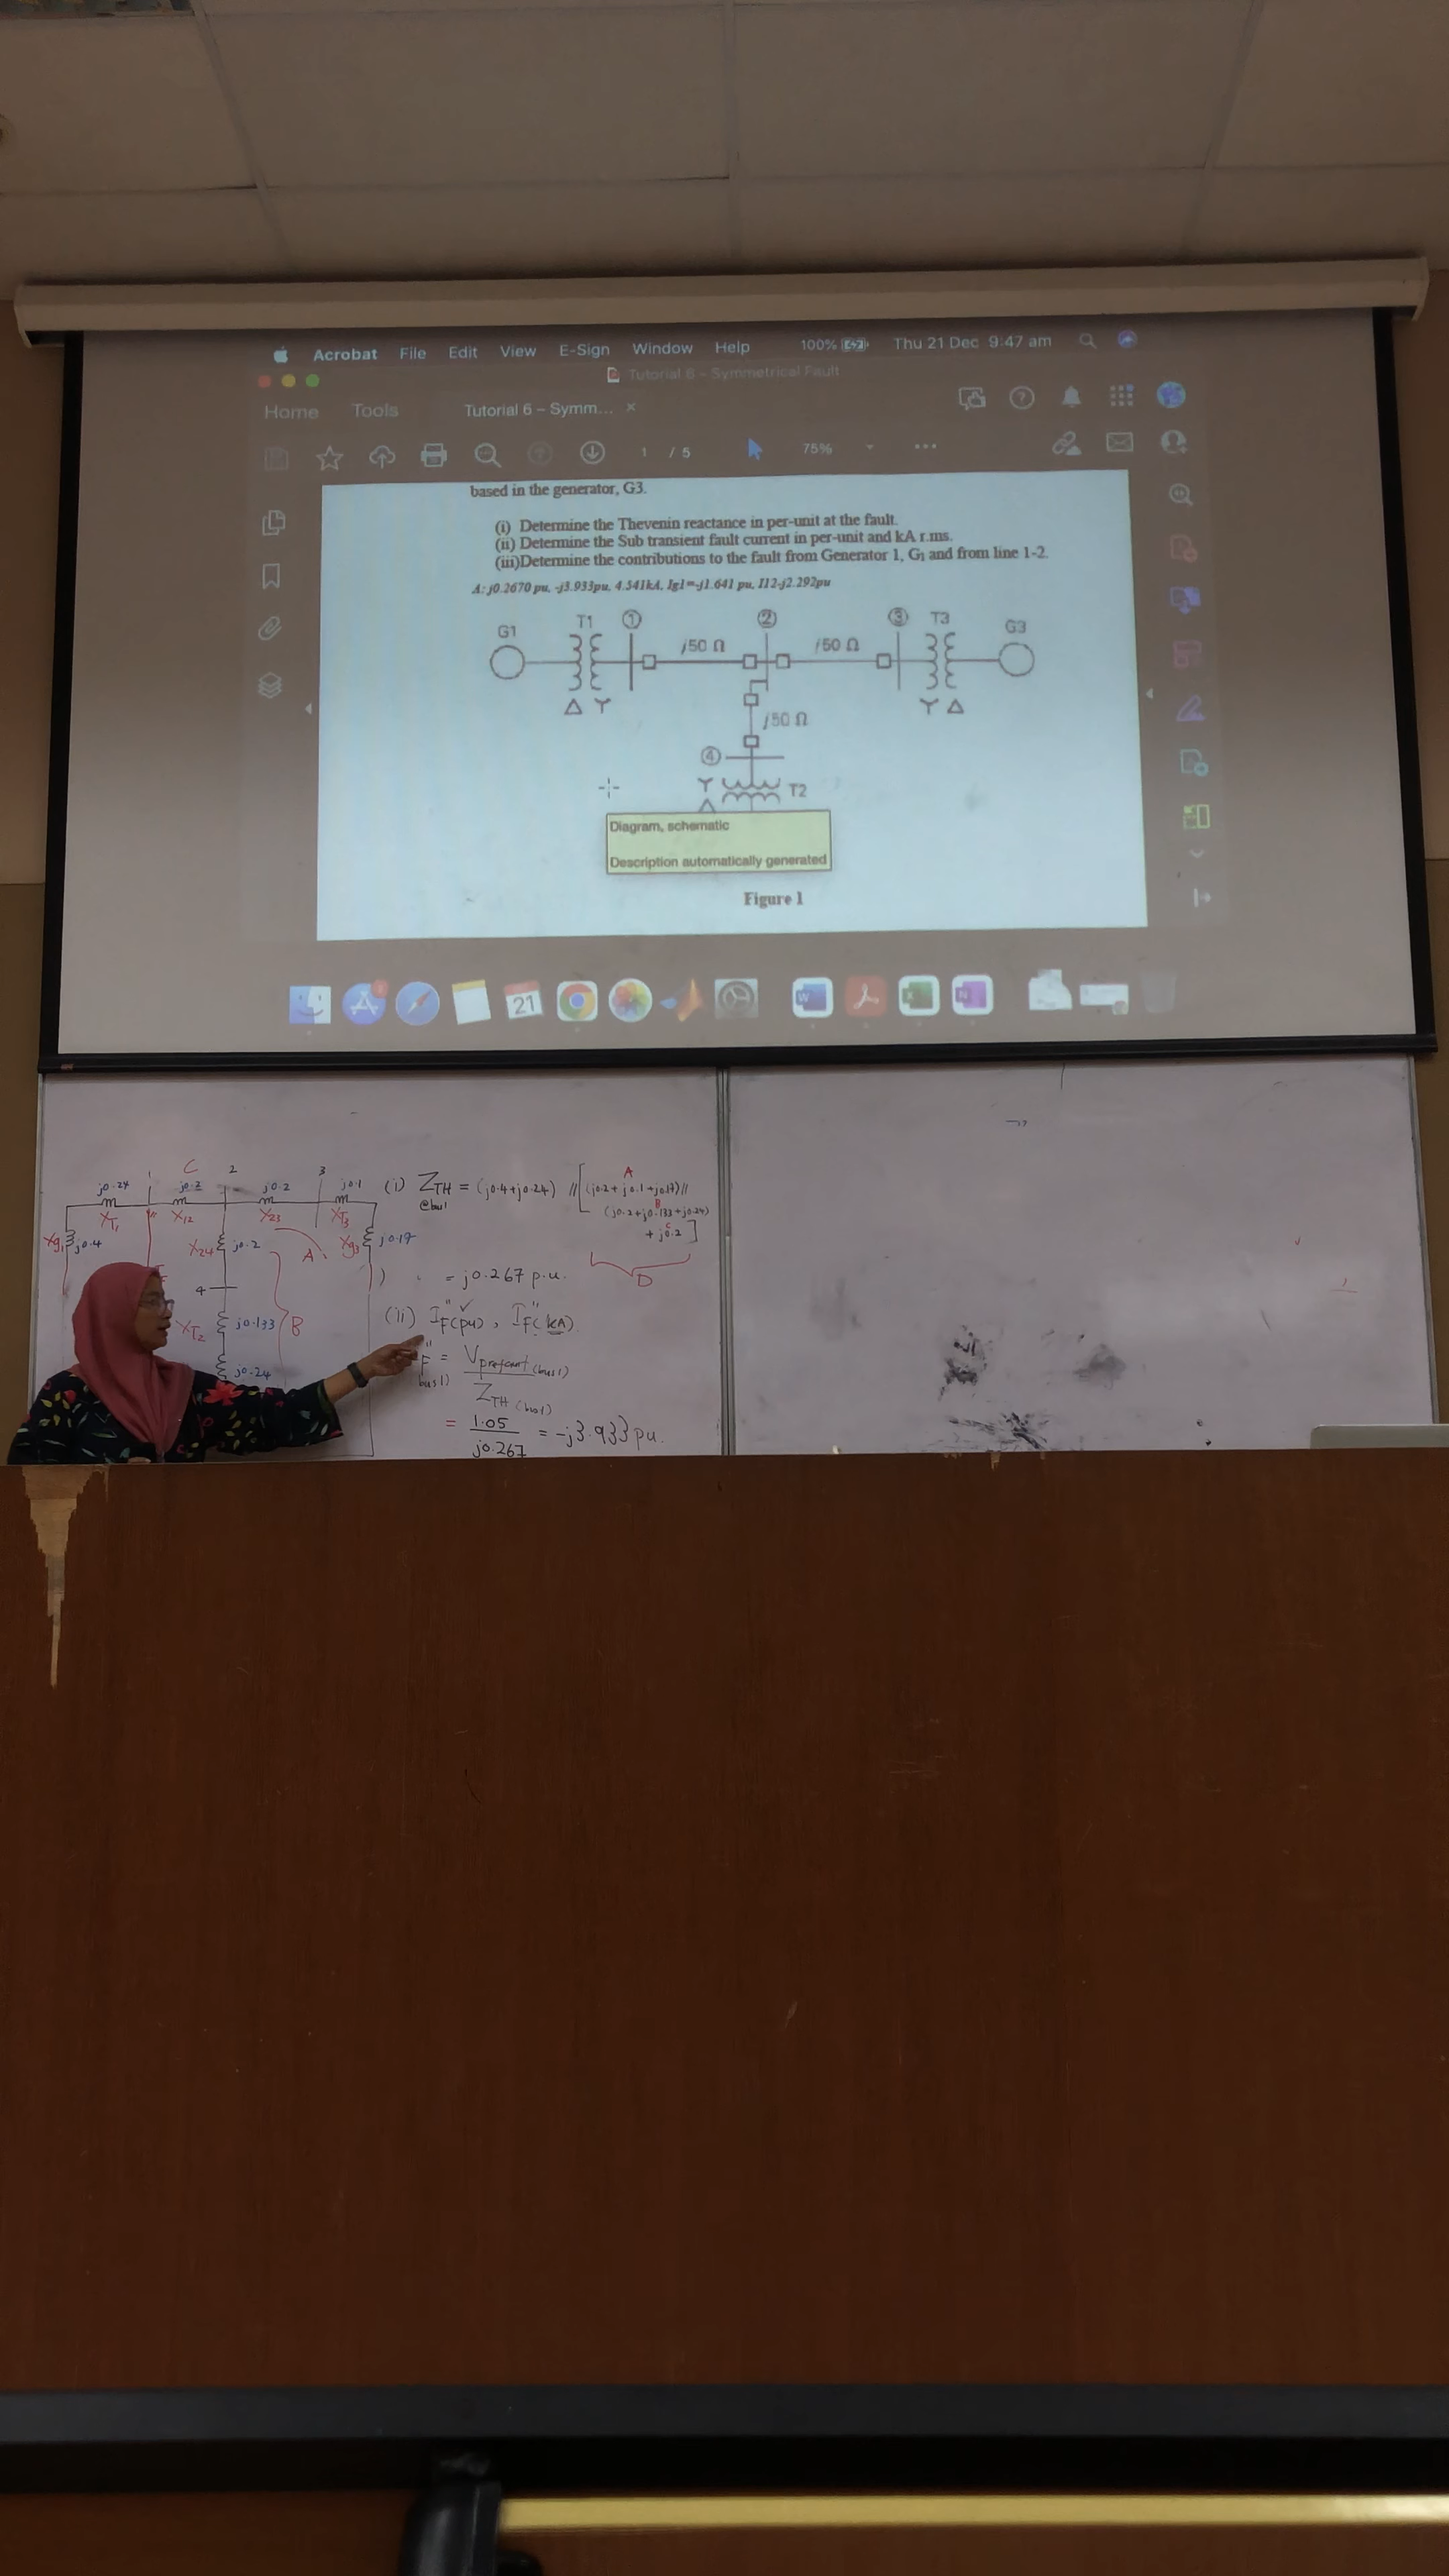 Acrobat File Edit View E-Sign Window Help 100% Thu 21 Dec 9:47 am
Tutorial 6 – Symmetrical Fault
Home Tools Tutorial 6 – Symm... ×
1 / 5 75%
based in the generator, G3.
(i) Determine the Thevenin reactance in per-unit at the fault.
(ii) Determine the Sub transient fault current in per-unit and kA r.ms.
(iii)Determine the contributions to the fault from Generator 1, G₁ and from line 1-2.
A: j0.2670 pu, -j3.933pu, 4.541kA, Ig1=-j1.641 pu, I12-j2.292pu
G1 T1 ① ② ③ T3 G3
j50 Ω j50 Ω
Δ Y Y Δ
j50 Ω
④
Y T2
Δ
Diagram, schematic
Description automatically generated
Figure 1
21
1 C 2 3
j0.24 j0.2 j0.2 j0.1
XT₁ X12 X23 XT₃
Xg₁ j0.4 X24 j0.2 A Xg₃ j0.17
4
XT₂ j0.133 B
j0.24
(i) ZTH = (j0.4+j0.24) // [(j0.2+j0.1+j0.17)//
@bus1
A
B
(j0.2+j0.133+j0.24)
C
+ j0.2]
D
= j0.267 p.u.
(ii) I"F(pu), I"F(kA)
F" = Vprefault (bus1)
bus1) ZTH (bus1)
= 1.05 = -j3.933 pu.
j0.267